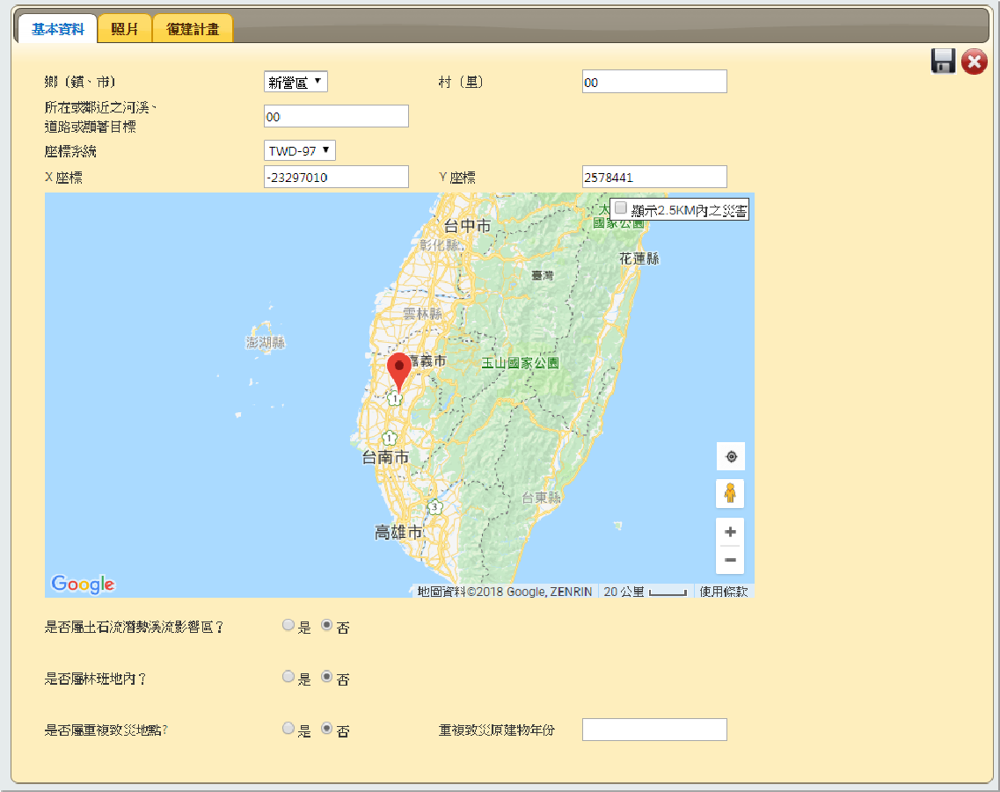 基本資料 照片 復建計畫
鄉（鎮、市） 新營區 村（里） 00
所在或鄰近之河溪、
道路或顯著目標 00
座標系統 TWD-97
X 座標 -23297010 Y 座標 2578441
顯示2.5KM內之災害
太
國家公園
台中市
彰化縣
花蓮縣
臺灣
雲林縣
澎湖縣
嘉義市
玉山國家公園
1
1
台南市
台東縣
3
高雄市
Google
地圖資料©2018 Google, ZENRIN 20 公里 使用條款
是否屬土石流潛勢溪流影響區？ 是 否
是否屬林班地內？ 是 否
是否屬重複致災地點? 是 否 重複致災原建物年份